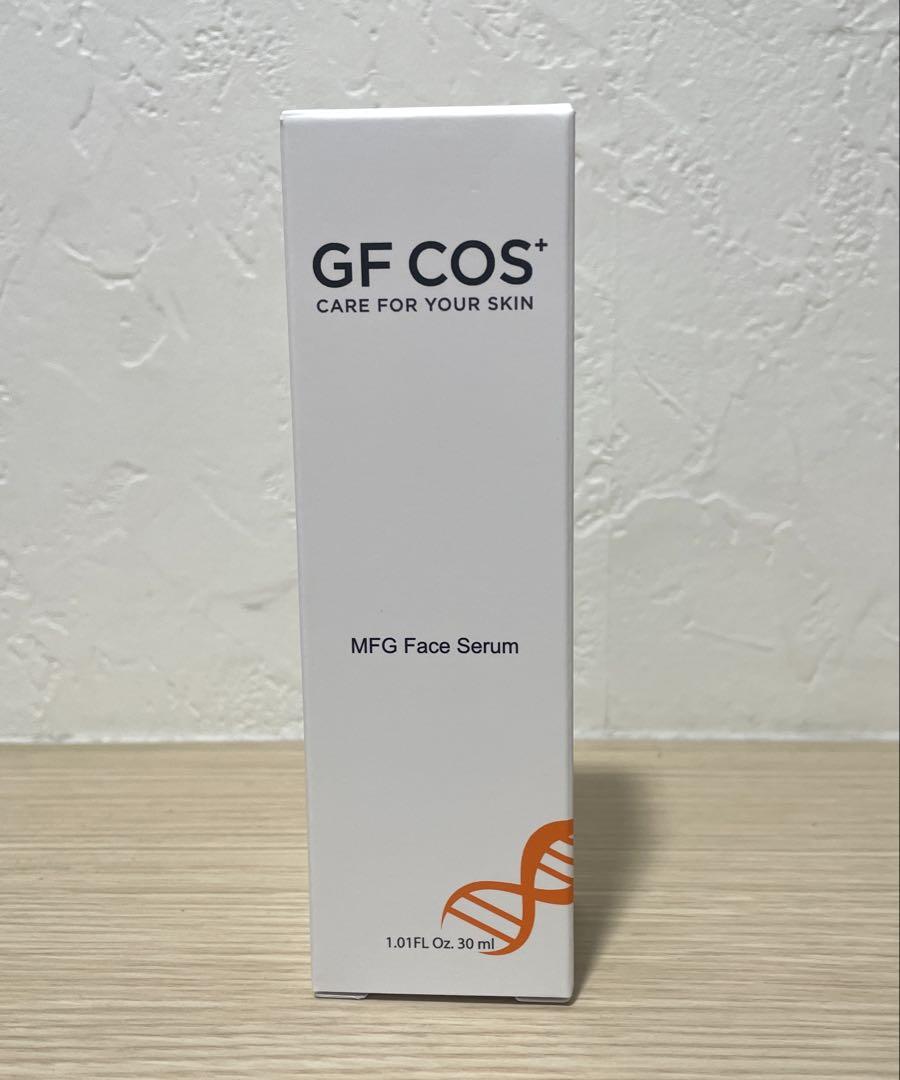 GF COS+
CARE FOR YOUR SKIN
MFG Face Serum
1.01FL Oz. 30 ml